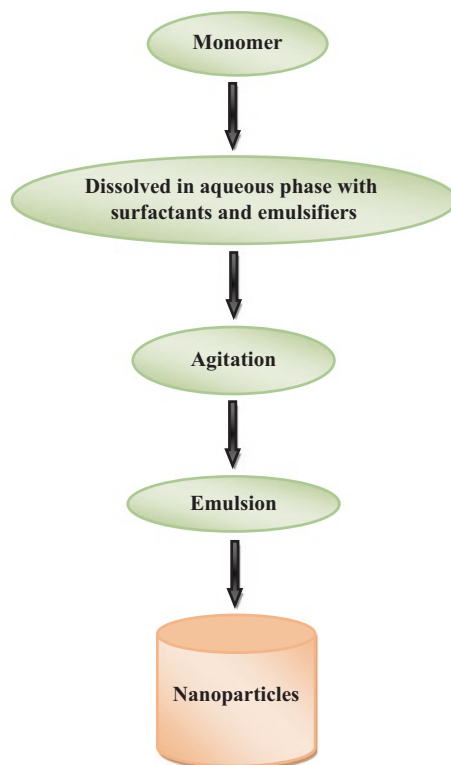 Monomer
Dissolved in aqueous phase with
surfactants and emulsifiers
Agitation
Emulsion
Nanoparticles